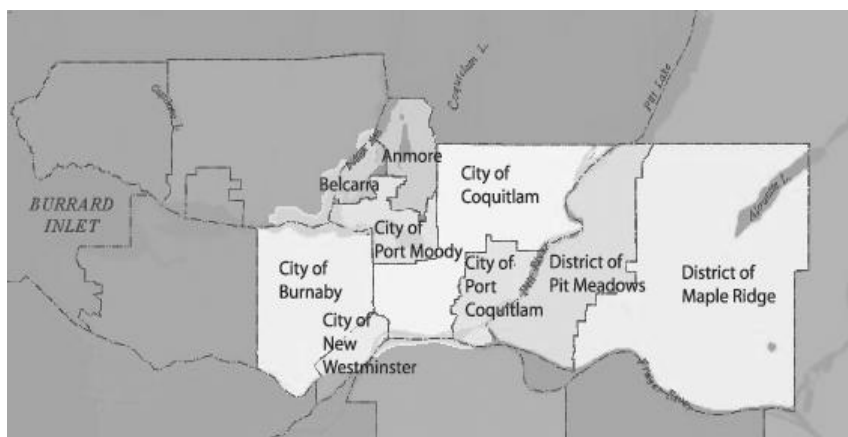 Coquitlam L.
Pitt Lake
Anmore
Belcarra
City of
Coquitlam
BURRARD
INLET
City of
Port Moody
City of
Burnaby
City of
Port
Coquitlam
District of
Pit Meadows
District of
Maple Ridge
City of
New
Westminster